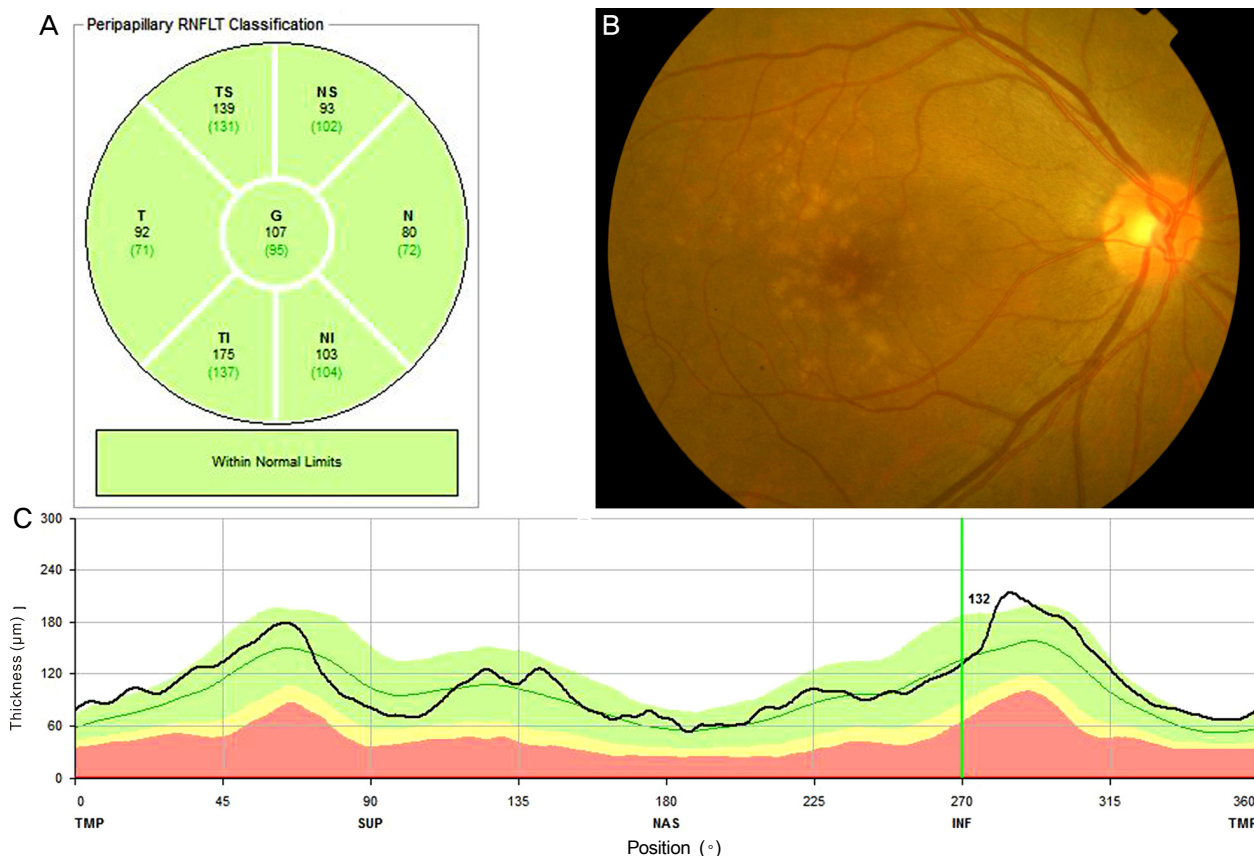 A
Peripapillary RNFLT Classification
TS
139
(131)
NS
93
(102)
T
92
(71)
G
107
(95)
N
80
(72)
TI
175
(137)
NI
103
(104)
Within Normal Limits
B
C
Thickness (µm) ]
300
240
180
120
60
0
132
0 45 90 135 180 225 270 315 360
TMP SUP NAS INF TMP
Position (°)